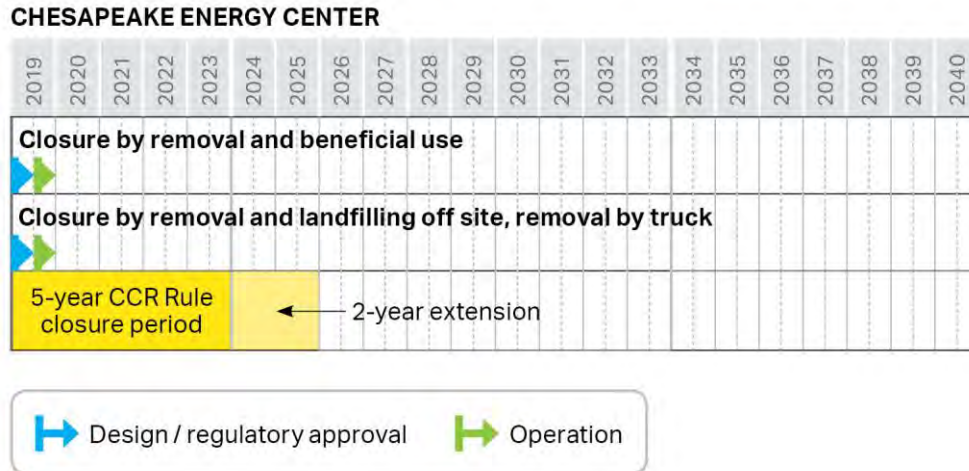 CHESAPEAKE ENERGY CENTER
2019 2020 2021 2022 2023 2024 2025 2026 2027 2028 2029 2030 2031 2032 2033 2034 2035 2036 2037 2038 2039 2040
Closure by removal and beneficial use
Closure by removal and landfilling off site, removal by truck
5-year CCR Rule
closure period
2-year extension
Design / regulatory approval
Operation